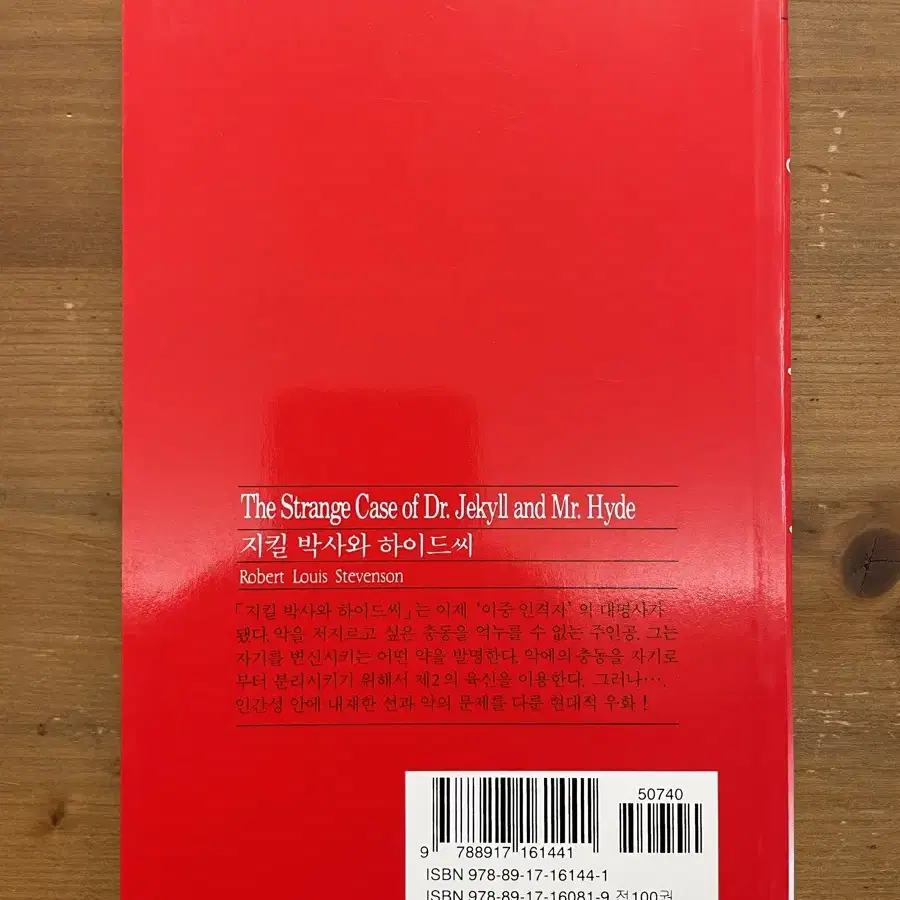 The Strange Case of Dr. Jekyll and Mr. Hyde
지킬 박사와 하이드씨
Robert Louis Stevenson
「지킬 박사와 하이드씨」는 이제 ‘이중 인격자’의 대명사가
됐다. 악을 저지르고 싶은 충동을 억누를 수 없는 주인공. 그는
자기를 변신시키는 어떤 약을 발명한다. 악에의 충동을 자기로
부터 분리시키기 위해서 제2의 육신을 이용한다. 그러나….
인간성 안에 내재한 선과 악의 문제를 다룬 현대적 우화!
50740
9 788917 161441
ISBN 978-89-17-16144-1
ISBN 978-89-17-16081-9 전100권